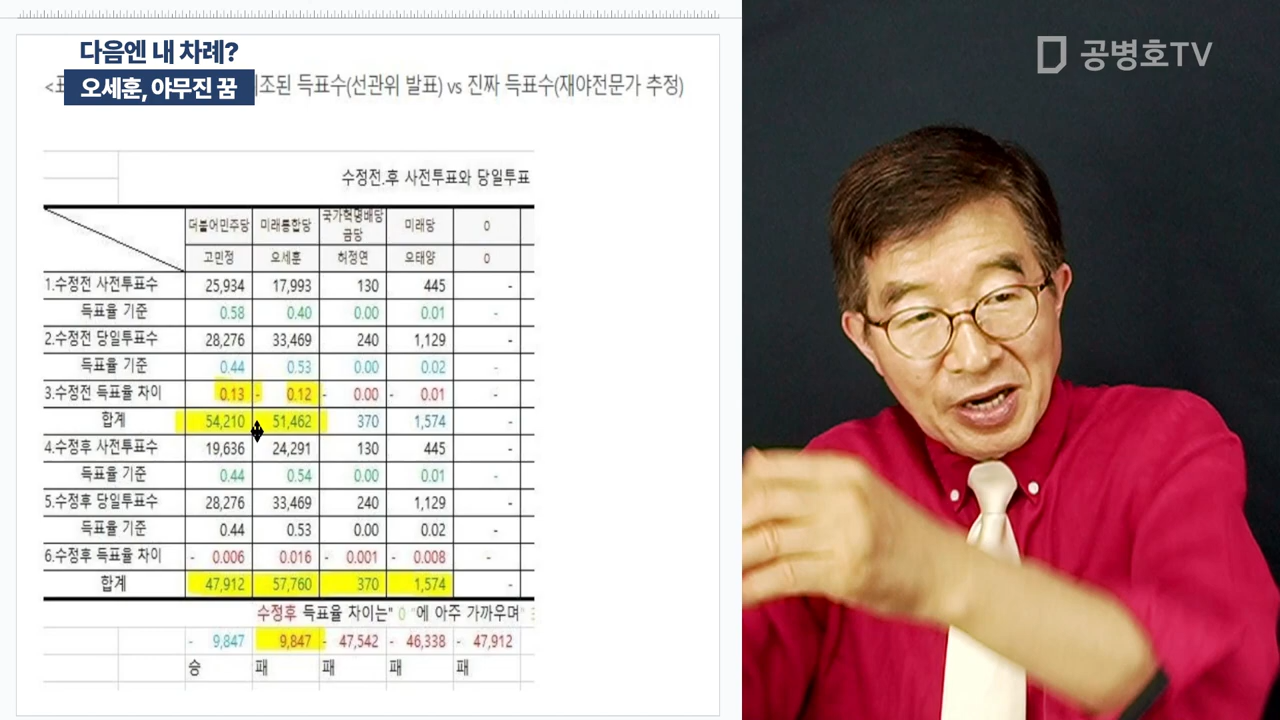 다음엔 내 차례?
오세훈, 야무진 꿈
조된 득표수(선관위 발표) vs 진짜 득표수(재야전문가 추정)
공병호TV
수정전.후 사전투표와 당일투표
더불어민주당 미래통합당 국가혁명배당금당 미래당 0
고민정 오세훈 허정연 오태양 0
1.수정전 사전투표수 25,934 17,993 130 445 -
득표율 기준 0.58 0.40 0.00 0.01 -
2.수정전 당일투표수 28,276 33,469 240 1,129 -
득표율 기준 0.44 0.53 0.00 0.02 -
3.수정전 득표율 차이 0.13 - 0.12 - 0.00 - 0.01 -
합계 54,210 51,462 370 1,574 -
4.수정후 사전투표수 19,636 24,291 130 445 -
득표율 기준 0.44 0.54 0.00 0.01 -
5.수정후 당일투표수 28,276 33,469 240 1,129 -
득표율 기준 0.44 0.53 0.00 0.02 -
6.수정후 득표율 차이 - 0.006 0.016 - 0.001 - 0.008 -
합계 47,912 57,760 370 1,574 -
수정후 득표율 차이는" 0 "에 아주 가까우며"
- 9,847 9,847 - 47,542 - 46,338 - 47,912
승 패 패 패 패